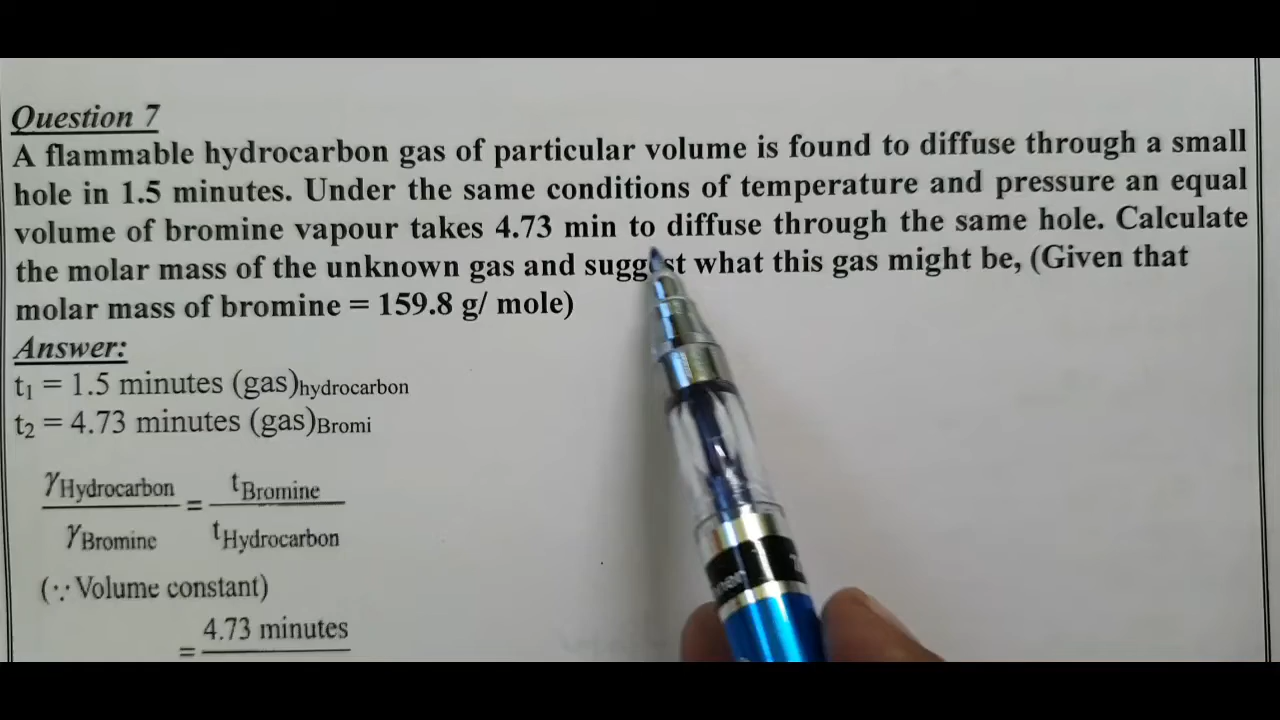 Question 7
A flammable hydrocarbon gas of particular volume is found to diffuse through a small
hole in 1.5 minutes. Under the same conditions of temperature and pressure an equal
volume of bromine vapour takes 4.73 min to diffuse through the same hole. Calculate
the molar mass of the unknown gas and suggest what this gas might be, (Given that
molar mass of bromine = 159.8 g/ mole)
Answer:
t₁ = 1.5 minutes (gas)hydrocarbon
t₂ = 4.73 minutes (gas)Bromi
γHydrocarbon / γBromine = tBromine / tHydrocarbon
(∵ Volume constant)
= 4.73 minutes